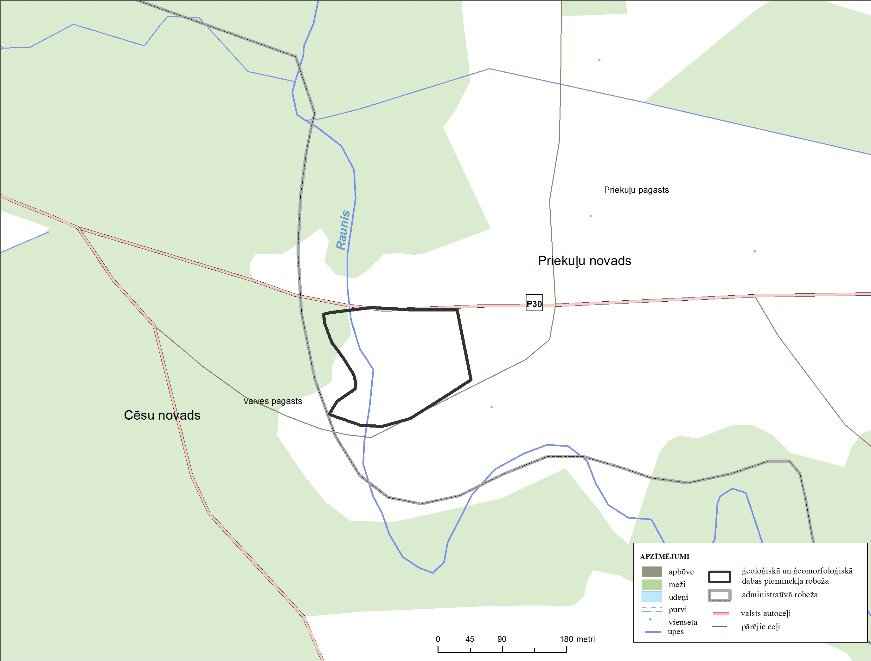 Priekuļu pagasts
Raunis
Priekuļu novads
P30
Vaives pagasts
Cēsu novads
APZĪMĒJUMI
apbūve
meži
ūdeņi
purvi
viensēta
upes
ģeoloģiskā un ģeomorfoloģiskā
dabas pieminekļa robeža
administratīvā robeža
valsts autoceļi
pārējie ceļi
0 45 90 180 metri